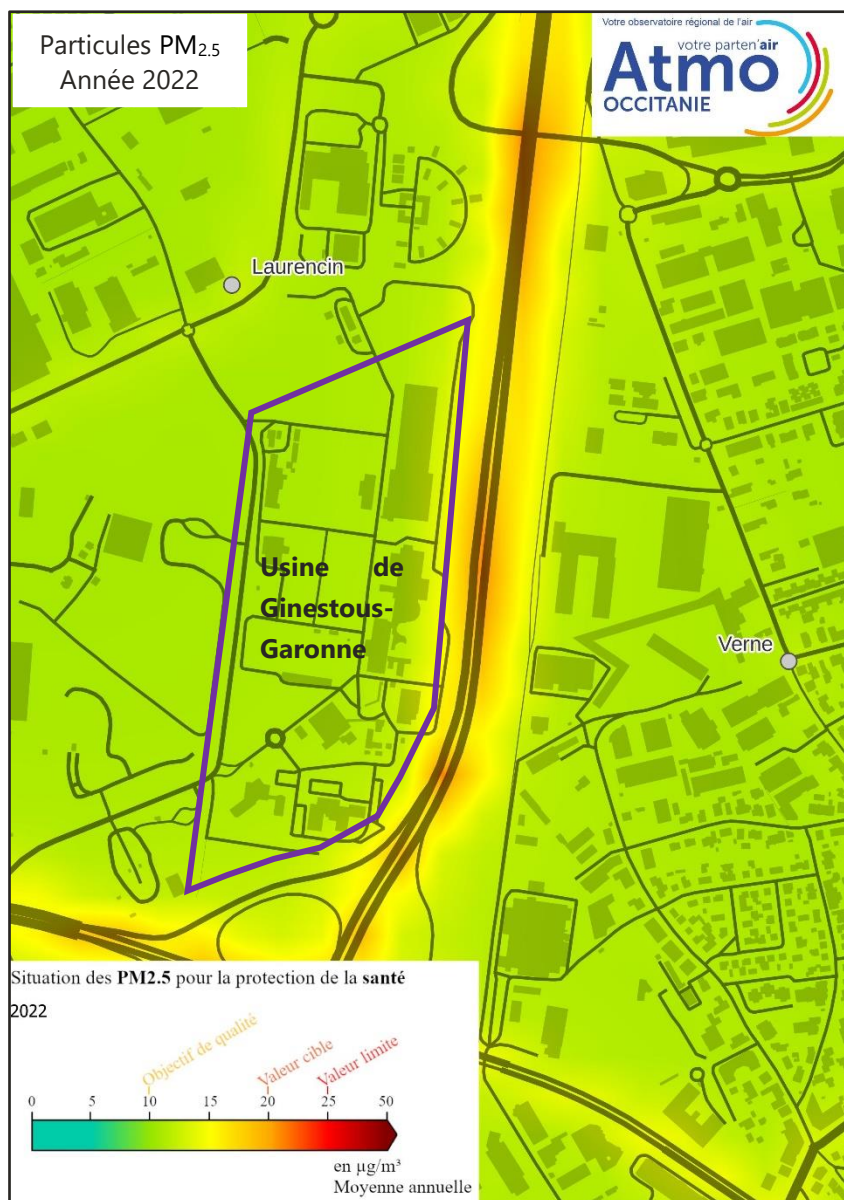 Particules PM2.5
Année 2022
Votre observatoire régional de l'air
votre parten'air
Atmo
OCCITANIE
Laurencin
Usine de
Ginestous-
Garonne
Verne
Situation des PM2.5 pour la protection de la santé
2022
Objectif de qualité
Valeur cible
Valeur limite
0 5 10 15 20 25 50
en µg/m³
Moyenne annuelle